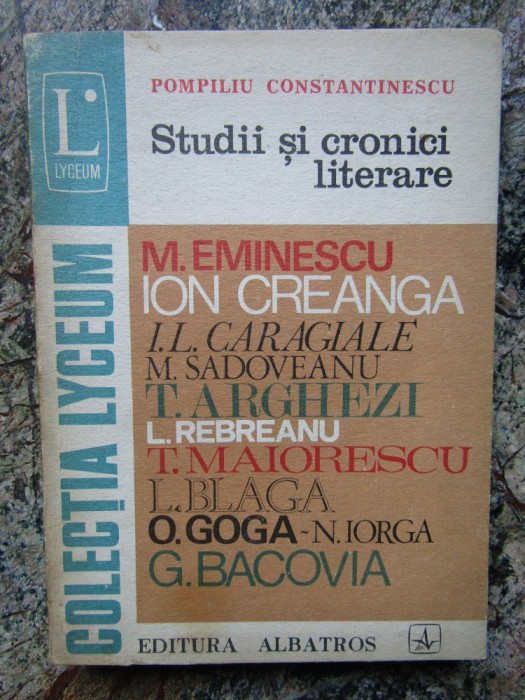 L
LYCEUM
COLECȚIA LYCEUM
POMPILIU CONSTANTINESCU
Studii și cronici
literare
M. EMINESCU
ION CREANGA
I.L. CARAGIALE
M. SADOVEANU
T. ARGHEZI
L. REBREANU
T. MAIORESCU
L. BLAGA
O. GOGA ~ N. IORGA
G. BACOVIA
EDITURA ALBATROS